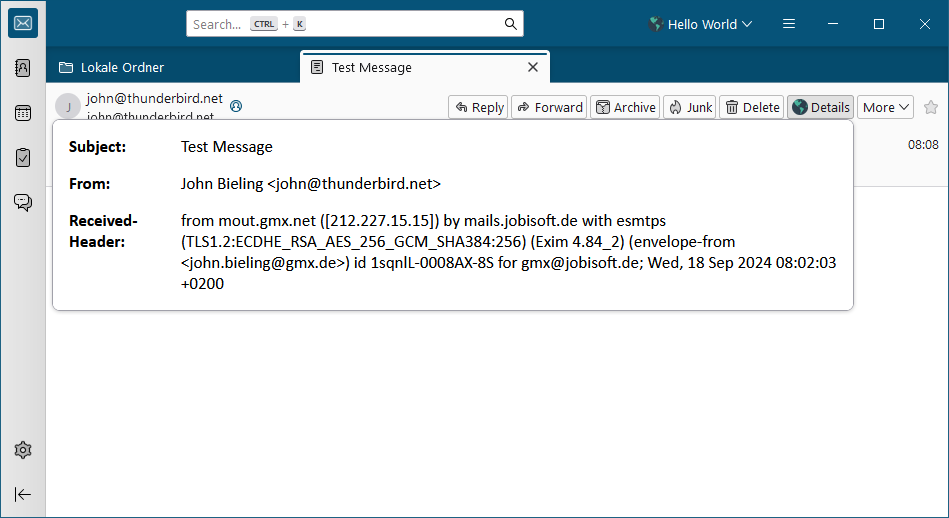 Search... CTRL + K
Hello World
Lokale Ordner
Test Message
J
john@thunderbird.net
Reply Forward Archive Junk Delete Details More
john@thunderbird.net
08:08
Subject: Test Message
From: John Bieling <john@thunderbird.net>
Received- from mout.gmx.net ([212.227.15.15]) by mails.jobisoft.de with esmtps
Header: (TLS1.2:ECDHE_RSA_AES_256_GCM_SHA384:256) (Exim 4.84_2) (envelope-from
<john.bieling@gmx.de>) id 1sqnlL-0008AX-8S for gmx@jobisoft.de; Wed, 18 Sep 2024 08:02:03
+0200